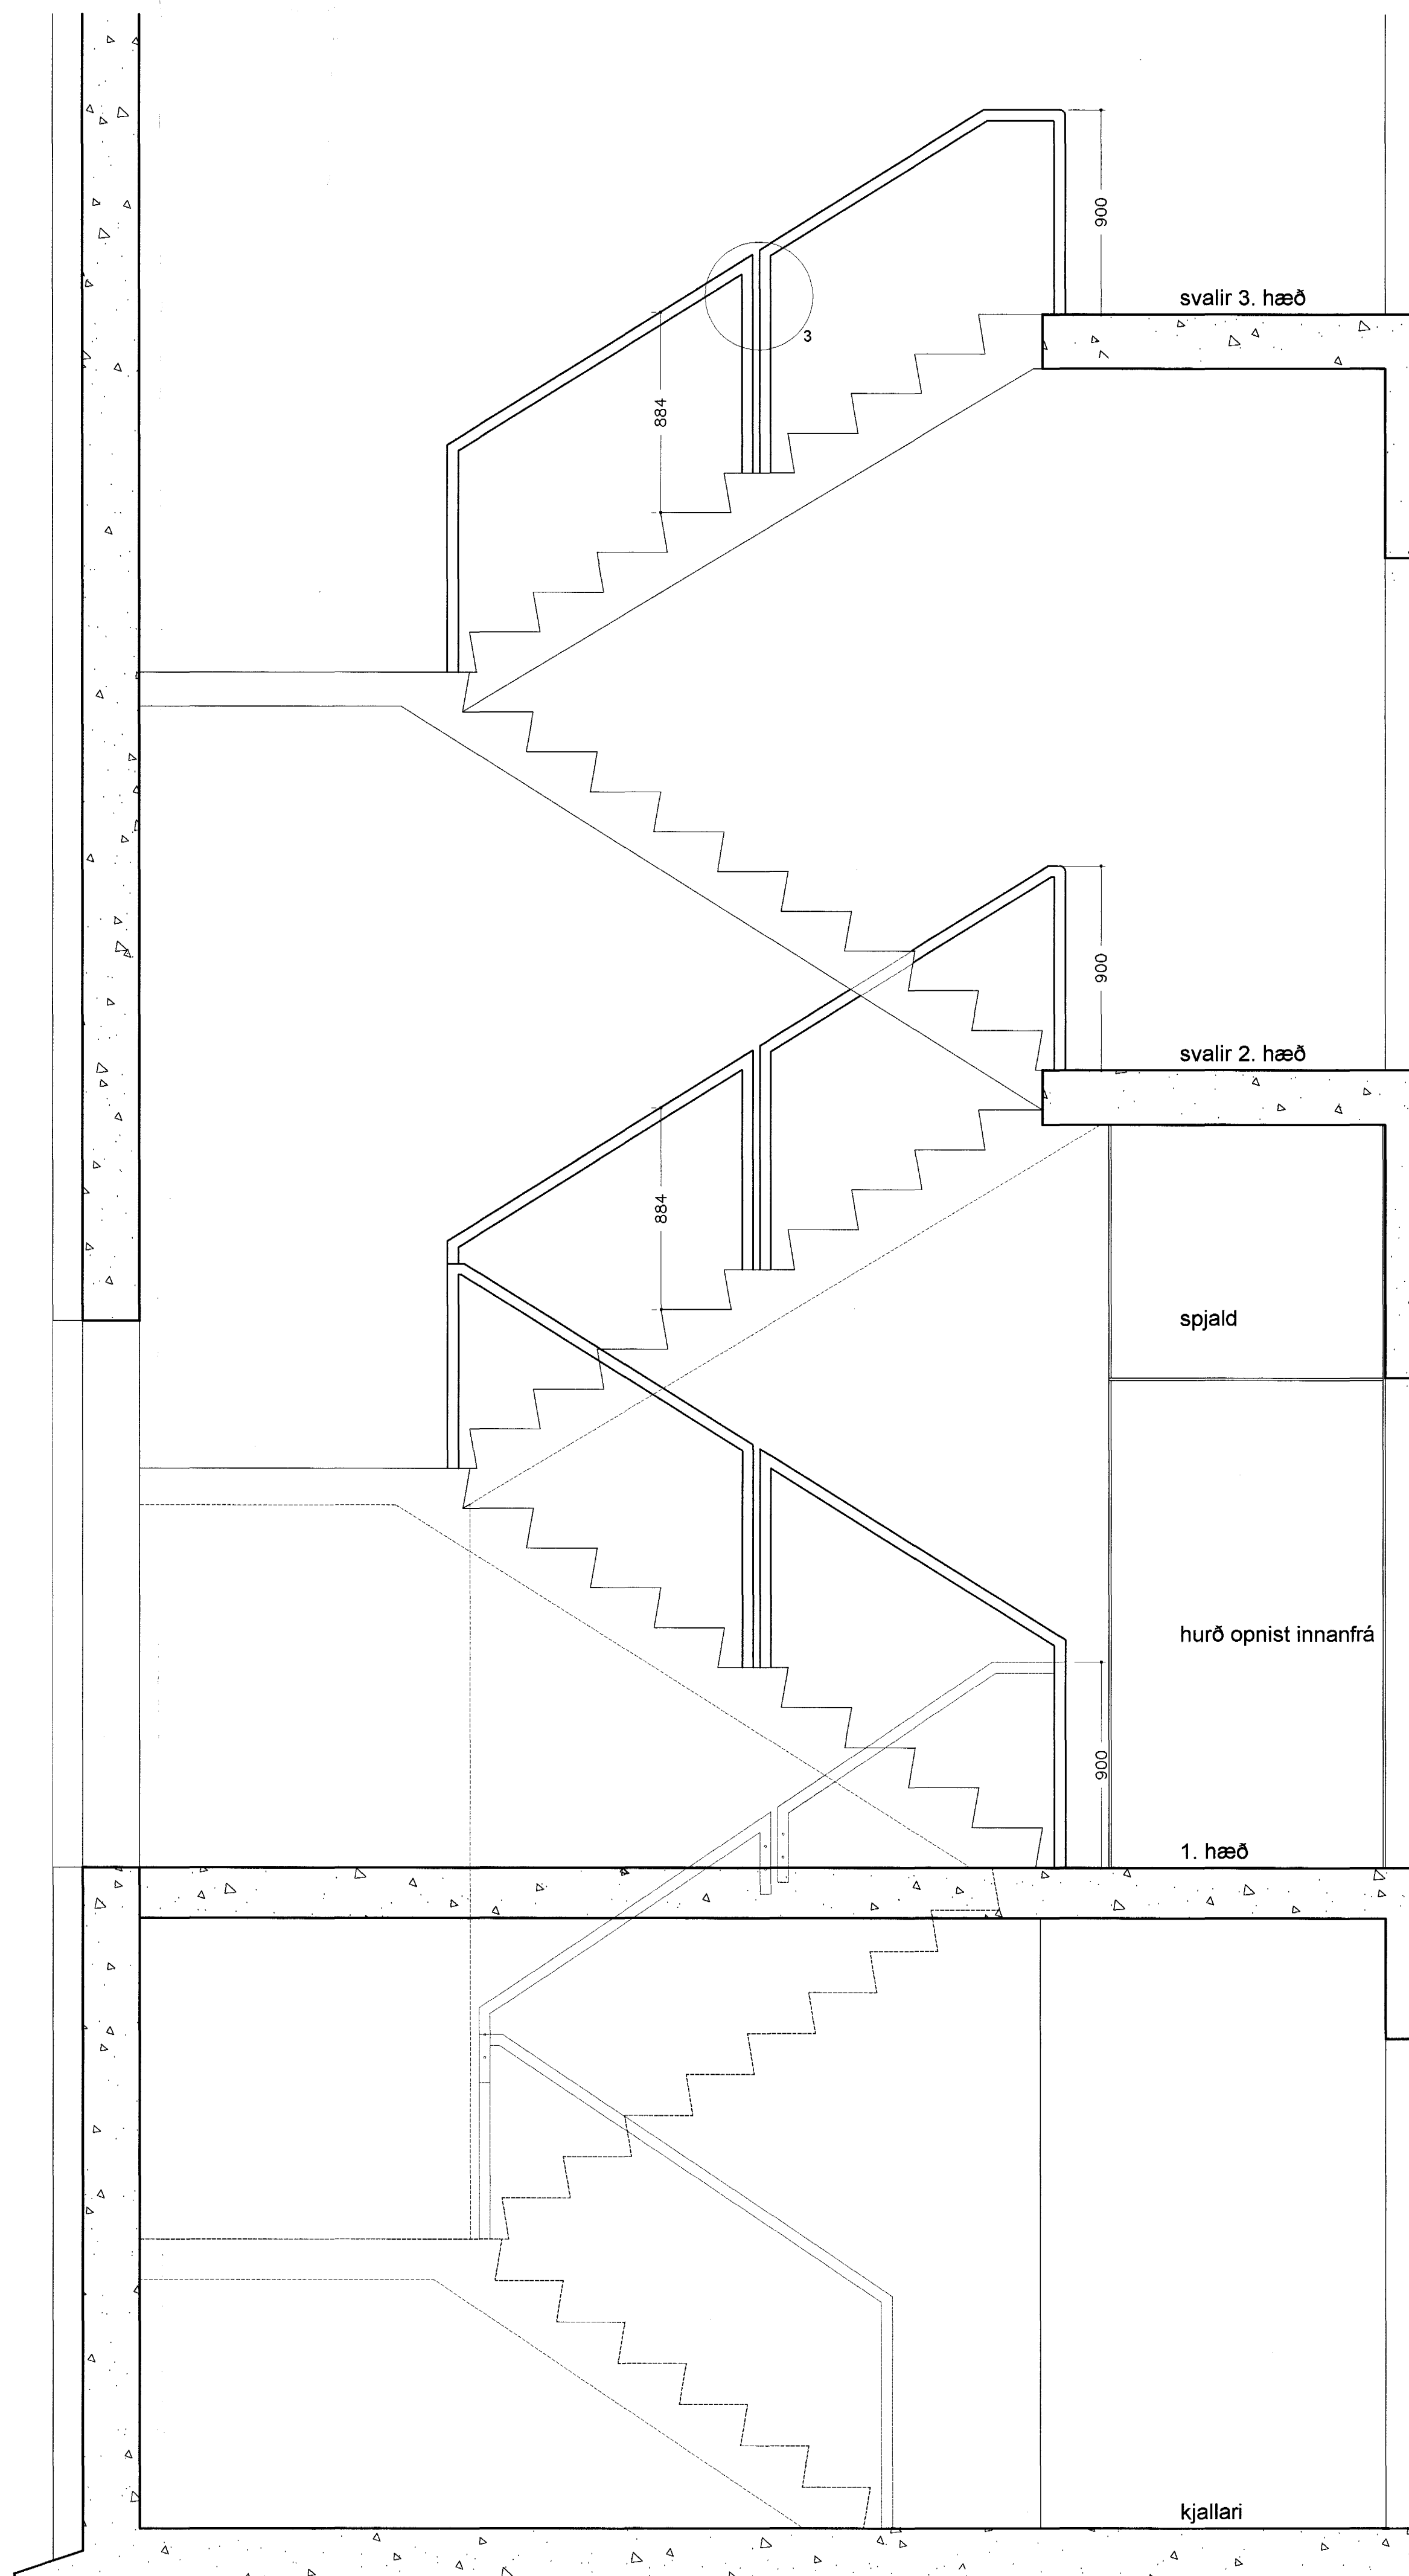 900
svalir 3. hæð
3
884
900
svalir 2. hæð
884
spjald
hurð opnist innanfrá
900
1. hæð
kjallari